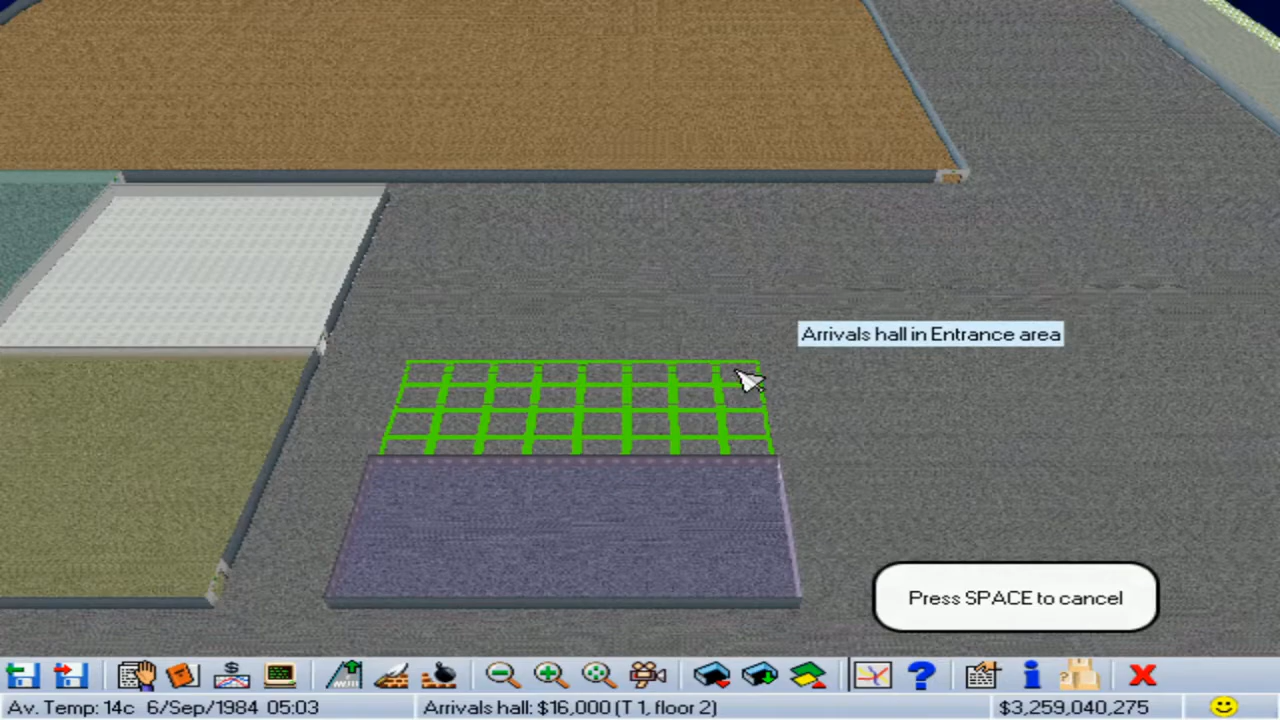 Arrivals hall in Entrance area
Press SPACE to cancel
Av. Temp: 14c 6/Sep/1984 05:03
Arrivals hall: $16,000 (T 1, floor 2)
$3,259,040,275